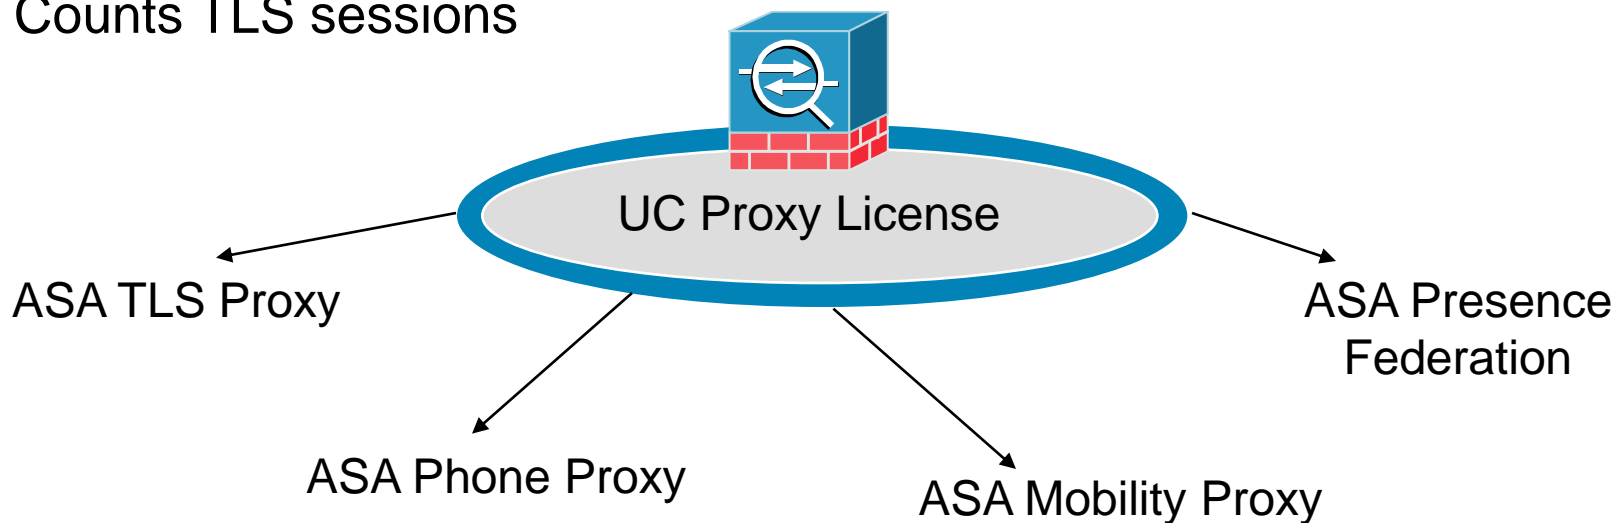 Counts TLS sessions
UC Proxy License
ASA TLS Proxy
ASA Presence
Federation
ASA Phone Proxy
ASA Mobility Proxy